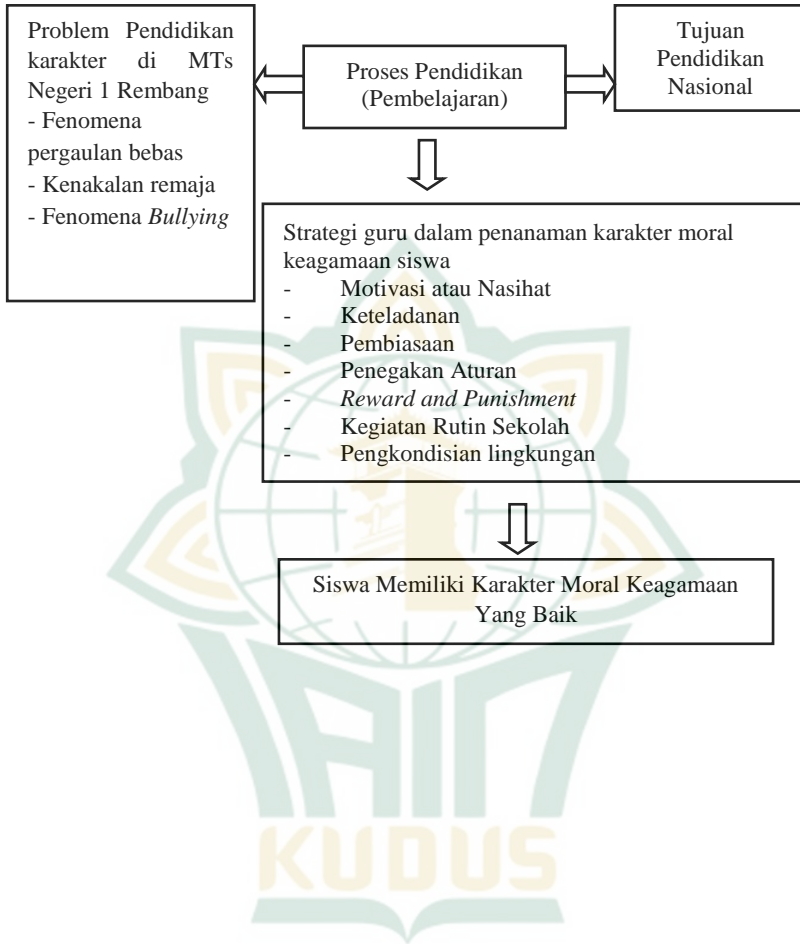 Problem Pendidikan
karakter di MTs
Negeri 1 Rembang
- Fenomena
pergaulan bebas
- Kenakalan remaja
- Fenomena Bullying
Proses Pendidikan
(Pembelajaran)
Tujuan
Pendidikan
Nasional
Strategi guru dalam penanaman karakter moral
keagamaan siswa
- Motivasi atau Nasihat
- Keteladanan
- Pembiasaan
- Penegakan Aturan
- Reward and Punishment
- Kegiatan Rutin Sekolah
- Pengkondisian lingkungan
Siswa Memiliki Karakter Moral Keagamaan
Yang Baik
IAIN
KUDUS